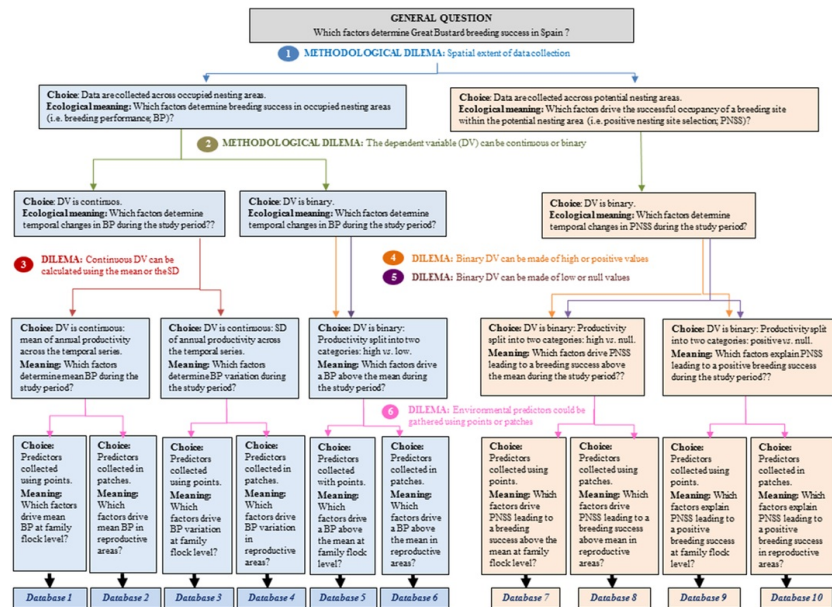 GENERAL QUESTION
Which factors determine Great Bustard breeding success in Spain ?
1 METHODOLOGICAL DILEMA: Spatial extent of data collection
Choice: Data are collected across occupied nesting areas.
Ecological meaning: Which factors determine breeding success in occupied nesting areas
(i.e. breeding performance; BP)?
Choice: Data are collected accross potential nesting areas.
Ecological meaning: Which factors drive the successful occupancy of a breeding site
within the potential nesting area (i.e. positive nesting site selection; PNSS)?
2 METHODOLOGICAL DILEMA: The dependent variable (DV) can be continuous or binary
Choice: DV is continuos.
Ecological meaning: Which factors determine
temporal changes in BP during the study period??
Choice: DV is binary.
Ecological meaning: Which factors determine
temporal changes in BP during the study period?
Choice: DV is binary.
Ecological meaning: Which factors determine
temporal changes in PNSS during the study period?
3 DILEMA: Continuous DV can be
calculated using the mean or the SD
4 DILEMA: Binary DV can be made of high or positive values
5 DILEMA: Binary DV can be made of low or null values
Choice: DV is continuous:
mean of annual productivity
across the temporal series.
Meaning: Which factors
determine mean BP during the
study period?
Choice: DV is continuous: SD
of annual productivity across
the temporal series.
Meaning: Which factors
determine BP variation during
the study period?
Choice: DV is binary:
Productivity split into two
categories: high vs. low.
Meaning: Which factors drive
a BP above the mean during
the study period?
Choice: DV is binary: Productivity
split into two categories: high vs. null.
Meaning: Which factors drive PNSS
leading to a breeding success above
the mean during the study period??
Choice: DV is binary: Productivity split
into two categories: positive vs. null.
Meaning: Which factors explain PNSS
leading to a positive breeding success
during the study period??
6 DILEMA: Environmental predictors could be
gathered using points or patches
Choice:
Predictors
collected
using points.
Meaning:
Which factors
drive mean
BP at family
flock level?
Choice:
Predictors
collected in
patches.
Meaning:
Which factors
drive mean BP
in reproductive
areas?
Choice:
Predictors
collected
using points.
Meaning:
Which
factors drive
BP variation
at family
flock level?
Choice:
Predictors
collected in
patches.
Meaning:
Which
factors drive
BP variation
in
reproductive
areas?
Choice:
Predictors
collected
with points.
Meaning:
Which factors
drive a BP
above the mean
at family flock
level?
Choice:
Predictors
collected in
patches.
Meaning:
Which factors
drive a BP
above the mean
in reproductive
areas?
Choice:
Predictors
collected using
points.
Meaning: Which
factors drive
PNSS leading to
a breeding
success above the
mean at family
flock level?
Choice:
Predictors
collected using
patches.
Meaning: Which
factors drive
PNSS leading to a
breeding success
above mean in
reproductive
areas?
Choice:
Predictors
collected using
points.
Meaning: Which
factors explain
PNSS leading to
a positive
breeding success
at family flock
level?
Choice:
Predictors
collected in
patches.
Meaning: Which
factors explain
PNSS leading to a
positive breeding
success in
reproductive areas?
Database 1
Database 2
Database 3
Database 4
Database 5
Database 6
Database 7
Database 8
Database 9
Database 10